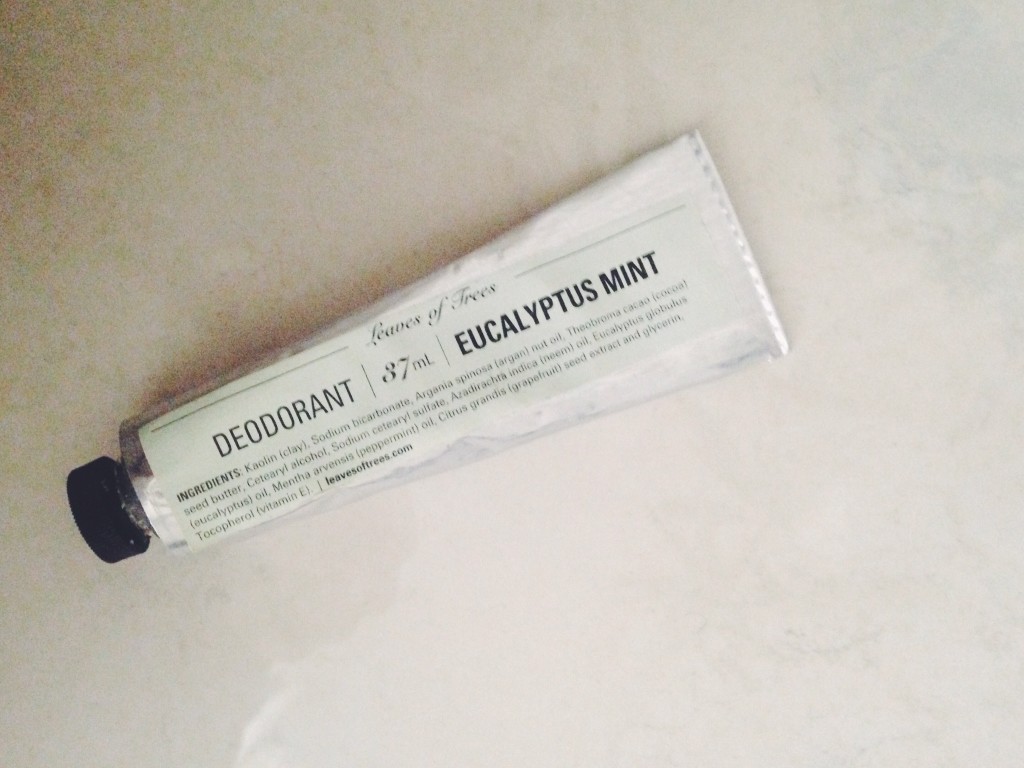 Leaves of Trees
DEODORANT | 37mL | EUCALYPTUS MINT
INGREDIENTS: Kaolin (clay), Sodium bicarbonate, Argania spinosa (argan) nut oil, Theobroma cacao (cocoa)
seed butter, Cetearyl alcohol, Sodium cetearyl sulfate, Azadirachta indica (neem) oil, Eucalyptus globulus
(eucalyptus) oil, Mentha arvensis (peppermint) oil, Citrus grandis (grapefruit) seed extract and glycerin,
Tocopherol (vitamin E). | leavesoftrees.com